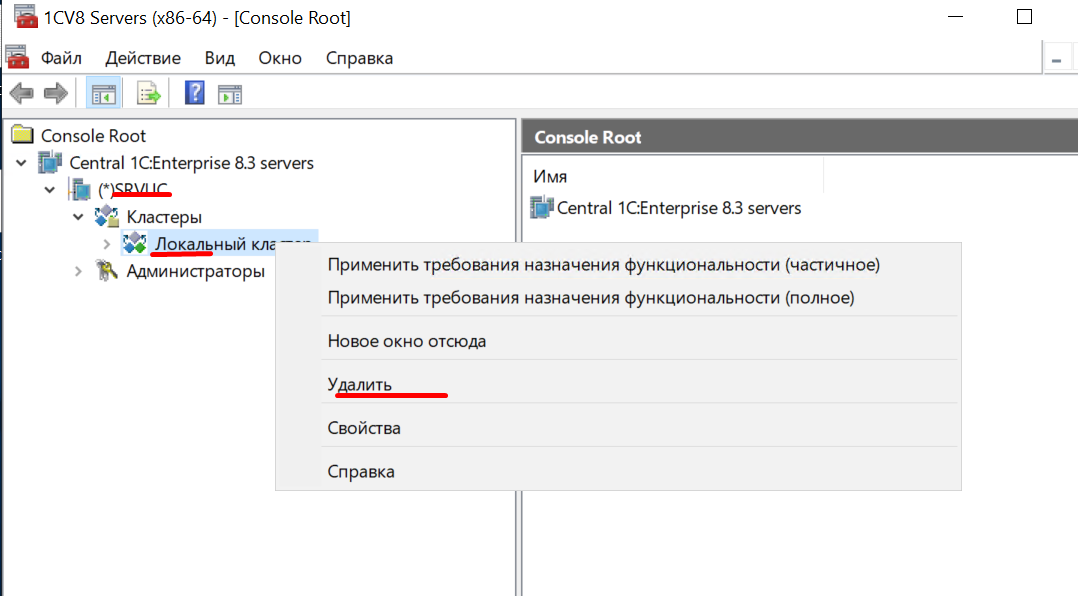 1CV8 Servers (x86-64) - [Console Root]
Файл Действие Вид Окно Справка
Console Root
Central 1C:Enterprise 8.3 servers
(*)SRVUC
Кластеры
Локальный кластер
Администраторы
Console Root
Имя
Central 1C:Enterprise 8.3 servers
Применить требования назначения функциональности (частичное)
Применить требования назначения функциональности (полное)
Новое окно отсюда
Удалить
Свойства
Справка